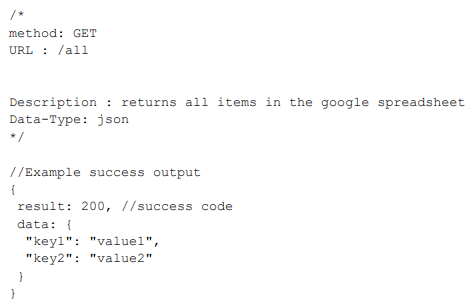 /*
method: GET
URL : /all
Description : returns all items in the google spreadsheet
Data-Type: json
*/
//Example success output
{
 result: 200, //success code
 data: {
  "key1": "value1",
  "key2": "value2"
 }
}